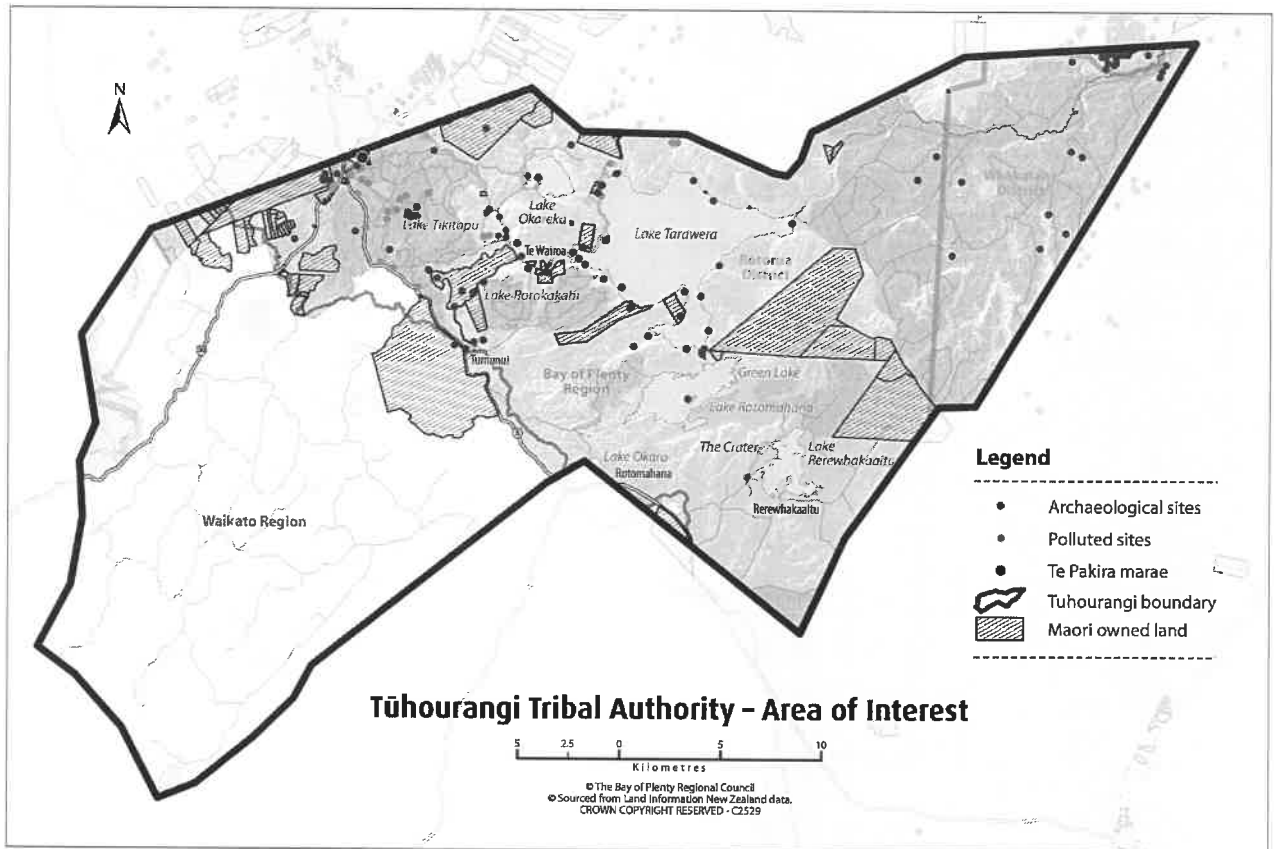 N
Lake
Okareka
Lake Tikitapu
Lake Tarawera
Te Wairoa
Whakatane
District
Rotorua
District
Lake Rotokakahi
Tumunui
Bay of Plenty
Region
Green Lake
Lake Rotomahana
The Crater
Lake
Rerewhakaaitu
Lake Okaro
Rotomahana
Rerewhakaaitu
Waikato Region
Legend
Archaeological sites
Polluted sites
Te Pakira marae
Tuhourangi boundary
Maori owned land
Tūhourangi Tribal Authority – Area of Interest
5 2.5 0 5 10
Kilometres
© The Bay of Plenty Regional Council
© Sourced from Land Information New Zealand data.
CROWN COPYRIGHT RESERVED - C2529